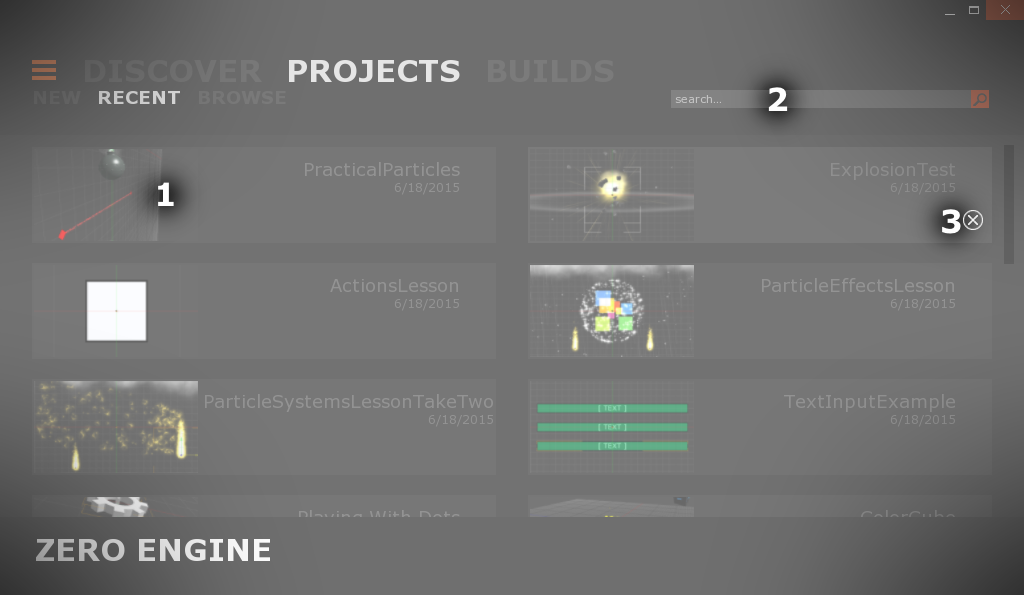 DISCOVER PROJECTS BUILDS
NEW RECENT BROWSE
search...
2
PracticalParticles
6/18/2015
1
ExplosionTest
6/18/2015
3
ActionsLesson
6/18/2015
ParticleEffectsLesson
6/18/2015
ParticleSystemsLessonTakeTwo
6/18/2015
[ TEXT ]
[ TEXT ]
[ TEXT ]
TextInputExample
6/18/2015
Playing With Dots
ColorCube
ZERO ENGINE